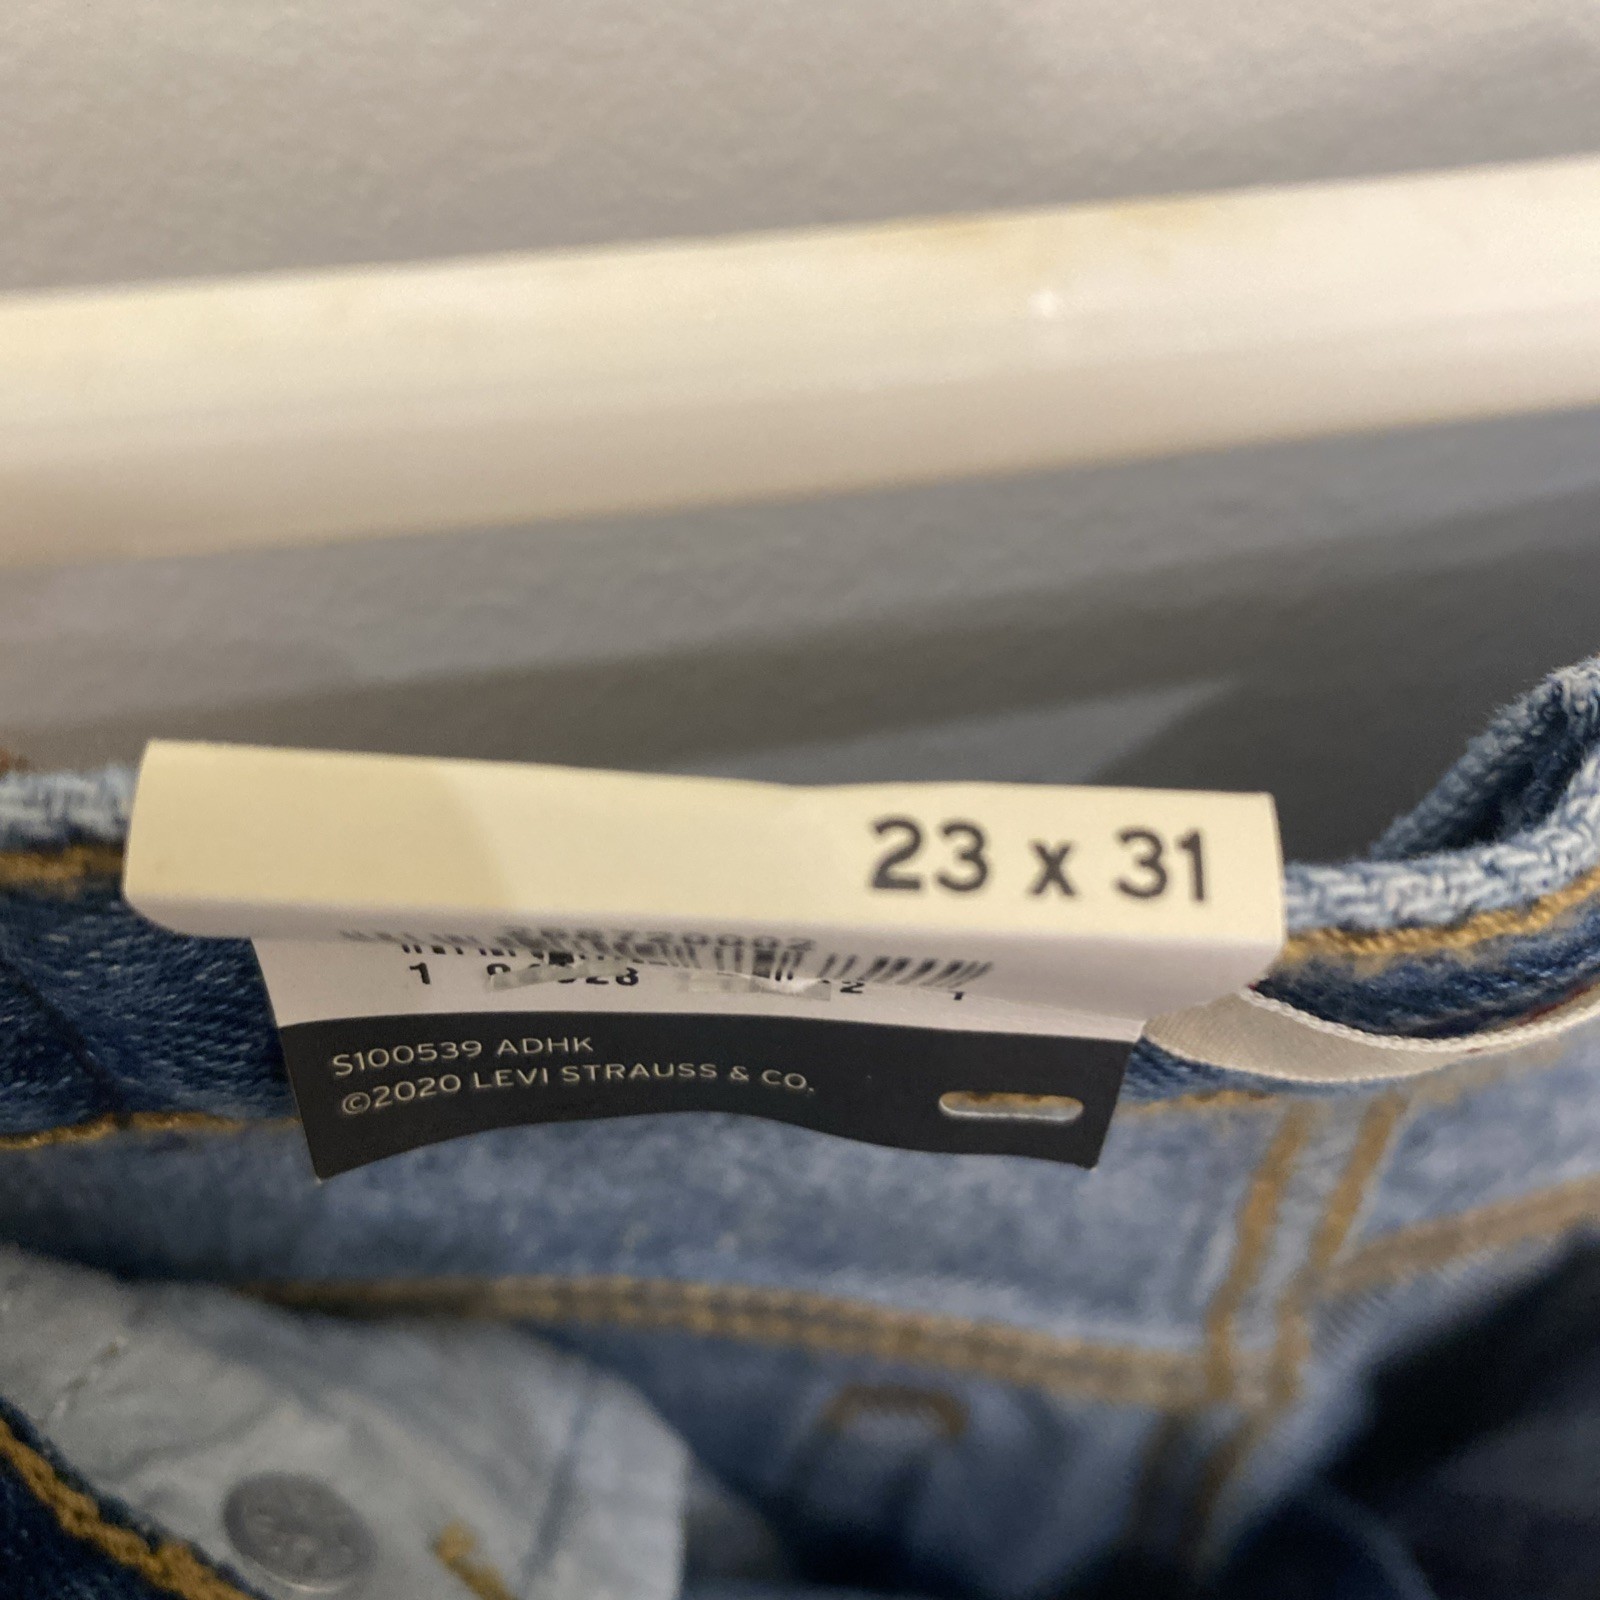 23 x 31
S100539 ADHK
©2020 LEVI STRAUSS & CO.